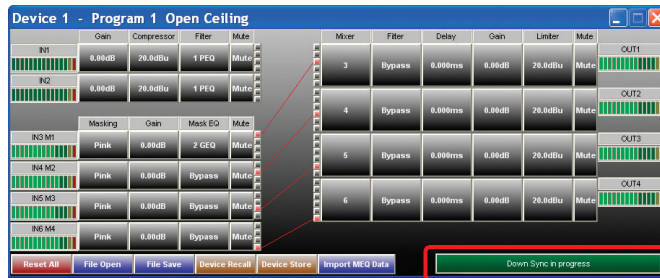 Device 1 - Program 1 Open Ceiling
Gain Compressor Filter Mute Mixer Filter Delay Gain Limiter Mute
IN1 0.00dB 20.0dBu 1 PEQ Mute 3 Bypass 0.000ms 0.00dB 20.0dBu Mute OUT1
IN2 0.00dB 20.0dBu 1 PEQ Mute 4 Bypass 0.000ms 0.00dB 20.0dBu Mute OUT2
Masking Gain Mask EQ Mute
IN3 M1 Pink 0.00dB 2 GEQ Mute 5 Bypass 0.000ms 0.00dB 20.0dBu Mute OUT3
IN4 M2 Pink 0.00dB Bypass Mute 6 Bypass 0.000ms 0.00dB 20.0dBu Mute OUT4
IN5 M3 Pink 0.00dB Bypass Mute
IN6 M4 Pink 0.00dB Bypass Mute
Reset All File Open File Save Device Recall Device Store Import MEQ Data Down Sync in progress